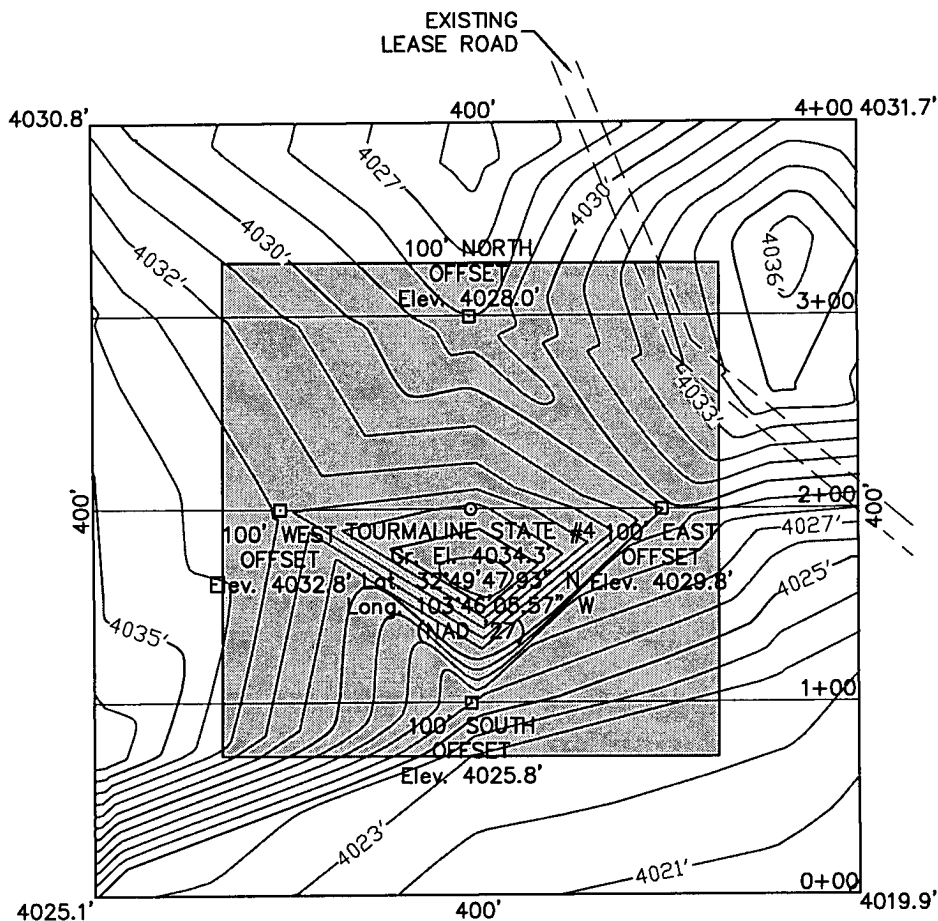 EXISTING
LEASE ROAD
4030.8'
400'
4+00 4031.7'
4027'
4030'
4030'
4032'
4036'
100' NORTH
OFFSET
Elev. 4028.0'
3+00
4033'
400'
2+00
400'
4027'
100' WEST
OFFSET
Elev. 4032.8'
TOURMALINE STATE #4
Gr. El. 4034.3'
Lat. 32°49'47.93" N
Long. 103°46'05.57" W
(NAD '27)
100' EAST
OFFSET
Elev. 4029.8'
4025'
4035'
1+00
100' SOUTH
OFFSET
Elev. 4025.8'
4023'
4021'
0+00
4025.1'
400'
4019.9'